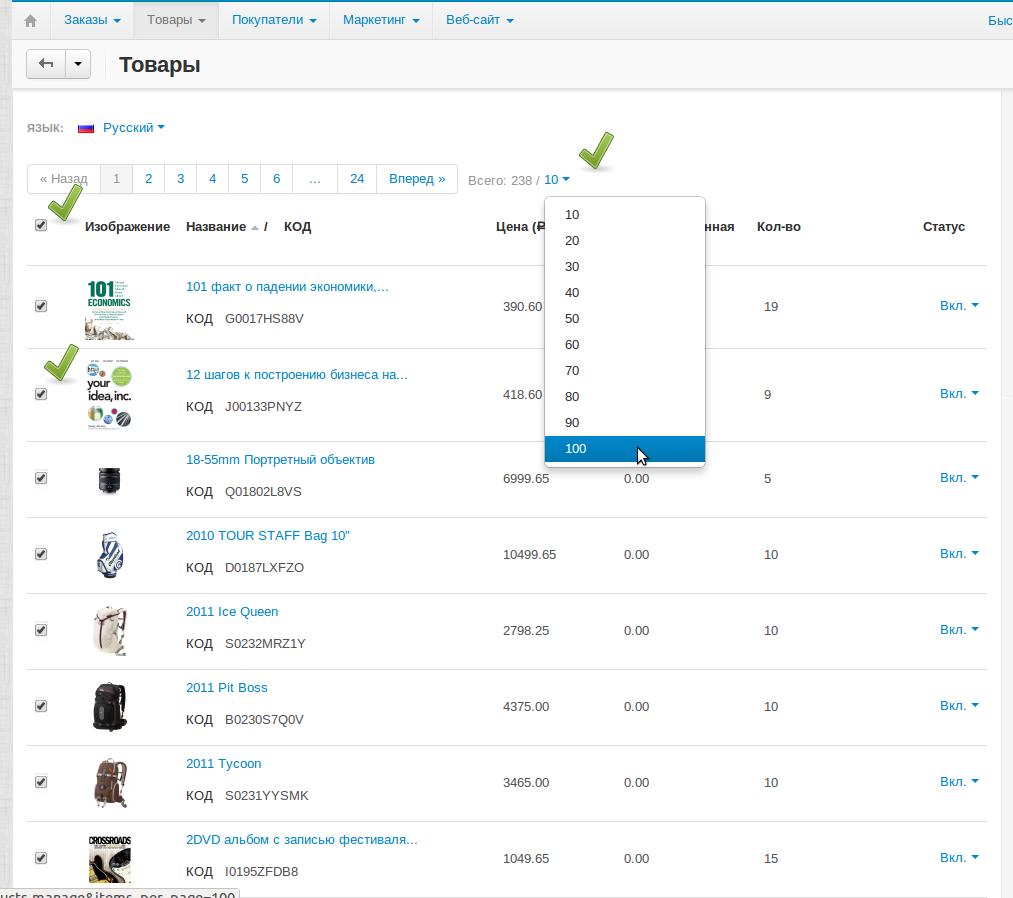 Заказы Товары Покупатели Маркетинг Веб-сайт Быс
Товары
ЯЗЫК: Русский
« Назад 1 2 3 4 5 6 ... 24 Вперед » Всего: 238 / 10
Изображение Название / КОД Цена (₽ нная Кол-во Статус
10
20
30
40
50
60
70
80
90
100
101 ECONOMICS
101 факт о падении экономики,...
КОД G0017HS88V
390.60 19 Вкл.
your idea, inc.
12 шагов к построению бизнеса на...
КОД J00133PNYZ
418.60 9 Вкл.
18-55mm Портретный объектив
КОД Q01802L8VS
6999.65 0.00 5 Вкл.
2010 TOUR STAFF Bag 10"
КОД D0187LXFZO
10499.65 0.00 10 Вкл.
2011 Ice Queen
КОД S0232MRZ1Y
2798.25 0.00 10 Вкл.
2011 Pit Boss
КОД B0230S7Q0V
4375.00 0.00 10 Вкл.
2011 Tycoon
КОД S0231YYSMK
3465.00 0.00 10 Вкл.
CROSSROADS
2DVD альбом с записью фестиваля...
КОД I0195ZFDB8
1049.65 0.00 15 Вкл.
ucts.manage&items_per_page=100